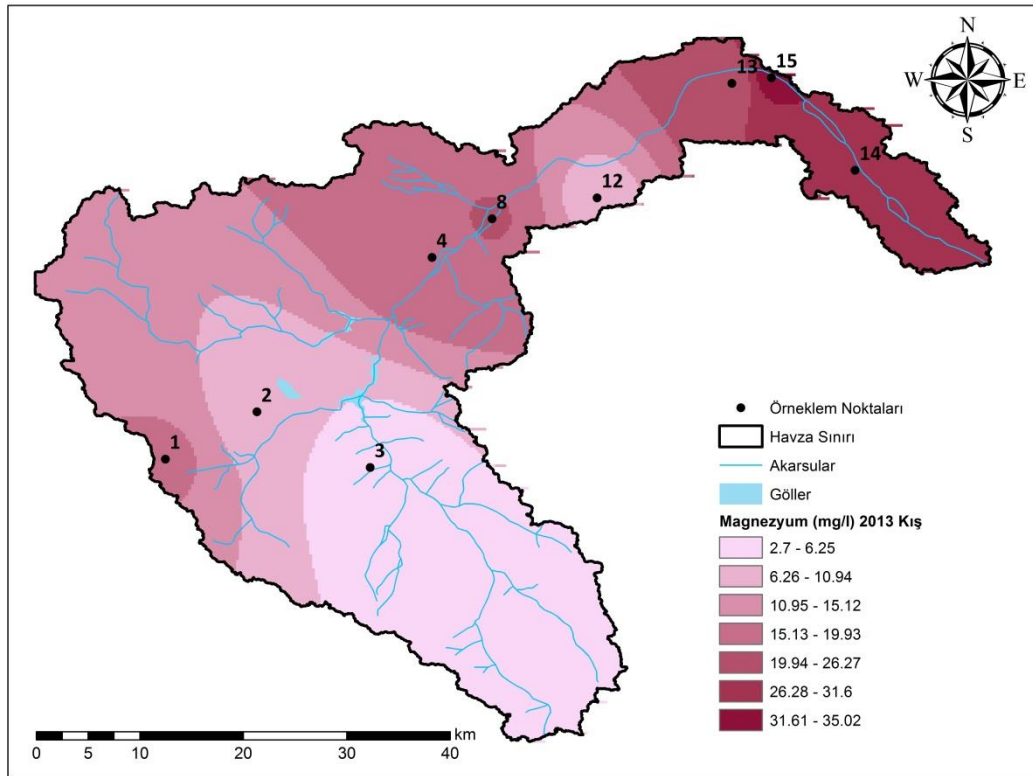 N
W E
S
13
15
14
12
8
4
2
1
3
Örneklem Noktaları
Havza Sınırı
Akarsular
Göller
Magnezyum (mg/l) 2013 Kış
2.7 - 6.25
6.26 - 10.94
10.95 - 15.12
15.13 - 19.93
19.94 - 26.27
26.28 - 31.6
31.61 - 35.02
km
0 5 10 20 30 40